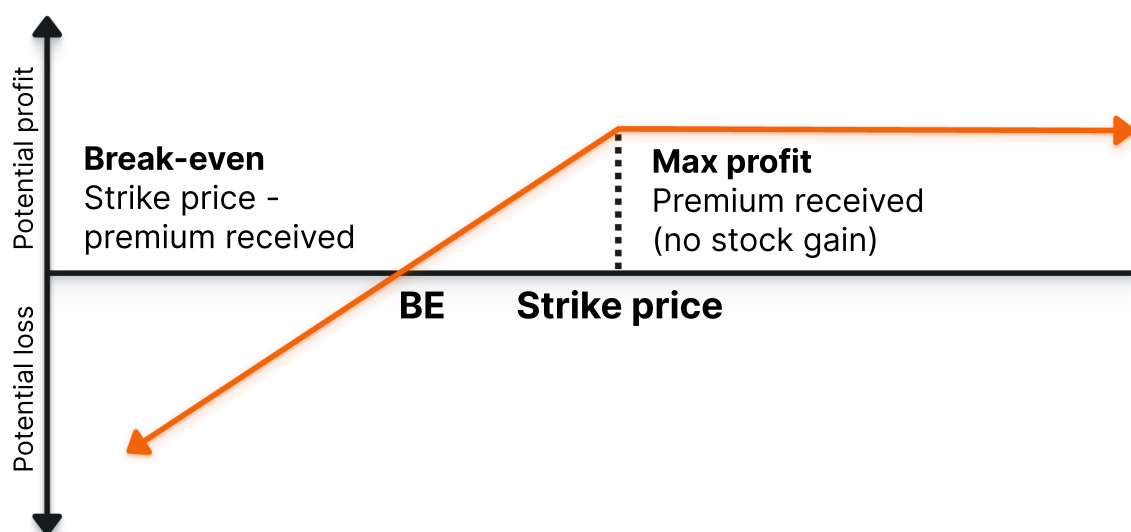 Potential profit
Break-even
Strike price -
premium received
Max profit
Premium received
(no stock gain)
BE
Strike price
Potential loss